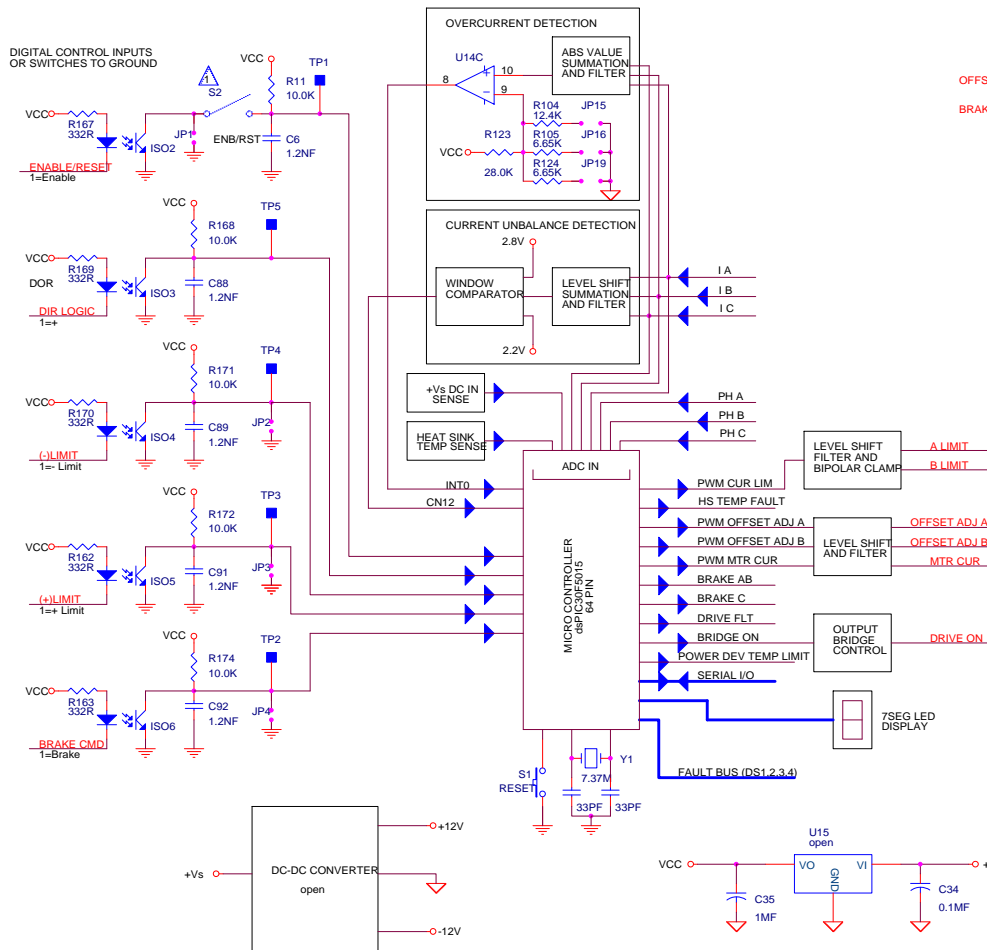 DIGITAL CONTROL INPUTS
OR SWITCHES TO GROUND
VCC
R167
332R
ISO2
ENABLE/RESET
1=Enable
1
S2
JP1
ENB/RST
VCC
R11
10.0K
TP1
C6
1.2NF
VCC
R169
332R
DOR
ISO3
DIR LOGIC
1=+
VCC
R168
10.0K
TP5
C88
1.2NF
VCC
R170
332R
ISO4
(-)LIMIT
1=- Limit
VCC
R171
10.0K
TP4
C89
1.2NF
JP2
VCC
R162
332R
ISO5
(+)LIMIT
1=+ Limit
VCC
R172
10.0K
TP3
C91
1.2NF
JP3
VCC
R163
332R
ISO6
BRAKE CMD
1=Brake
VCC
R174
10.0K
TP2
C92
1.2NF
JP4
OVERCURRENT DETECTION
U14C
8
10
9
+
-
ABS VALUE
SUMMATION
AND FILTER
R104
12.4K
JP15
R123
28.0K
VCC
R105
6.65K
JP16
R124
6.65K
JP19
CURRENT UNBALANCE DETECTION
2.8V
WINDOW
COMPARATOR
LEVEL SHIFT
SUMMATION
AND FILTER
2.2V
I A
I B
I C
+Vs DC IN
SENSE
HEAT SINK
TEMP SENSE
PH A
PH B
PH C
ADC IN
INT0
CN12
MICRO CONTROLLER
dsPIC30F5015
64 PIN
PWM CUR LIM
HS TEMP FAULT
PWM OFFSET ADJ A
PWM OFFSET ADJ B
PWM MTR CUR
BRAKE AB
BRAKE C
DRIVE FLT
BRIDGE ON
POWER DEV TEMP LIMIT
SERIAL I/O
FAULT BUS (DS1,2,3,4)
LEVEL SHIFT
FILTER AND
BIPOLAR CLAMP
A LIMIT
B LIMIT
LEVEL SHIFT
AND FILTER
OFFSET ADJ A
OFFSET ADJ B
MTR CUR
OUTPUT
BRIDGE
CONTROL
DRIVE ON
7SEG LED
DISPLAY
OFFS
BRAK
S1
RESET
Y1
7.37M
33PF
33PF
+Vs
DC-DC CONVERTER
open
+12V
-12V
U15
open
VCC
VO
VI
GND
C35
1MF
C34
0.1MF
+